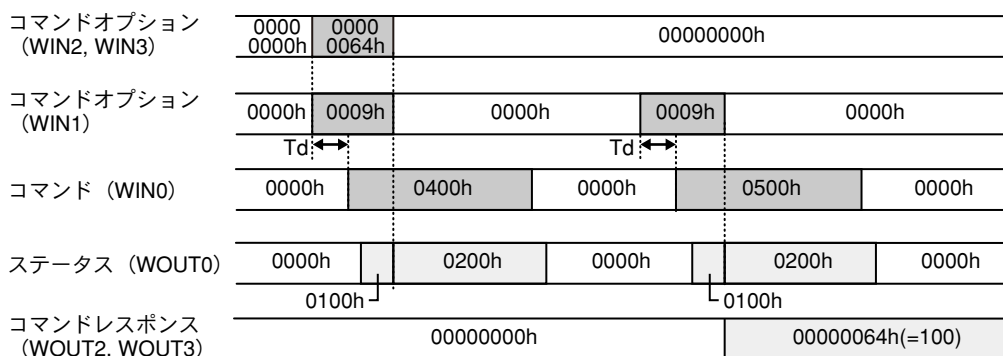 コマンドオプション
（WIN2, WIN3）
0000
0000h
0000
0064h
00000000h
コマンドオプション
（WIN1）
0000h
0009h
0000h
0009h
0000h
Td
Td
コマンド（WIN0）
0000h
0400h
0000h
0500h
0000h
ステータス（WOUT0）
0000h
0200h
0000h
0200h
0000h
0100h
0100h
コマンドレスポンス
（WOUT2, WOUT3）
00000000h
00000064h(=100)